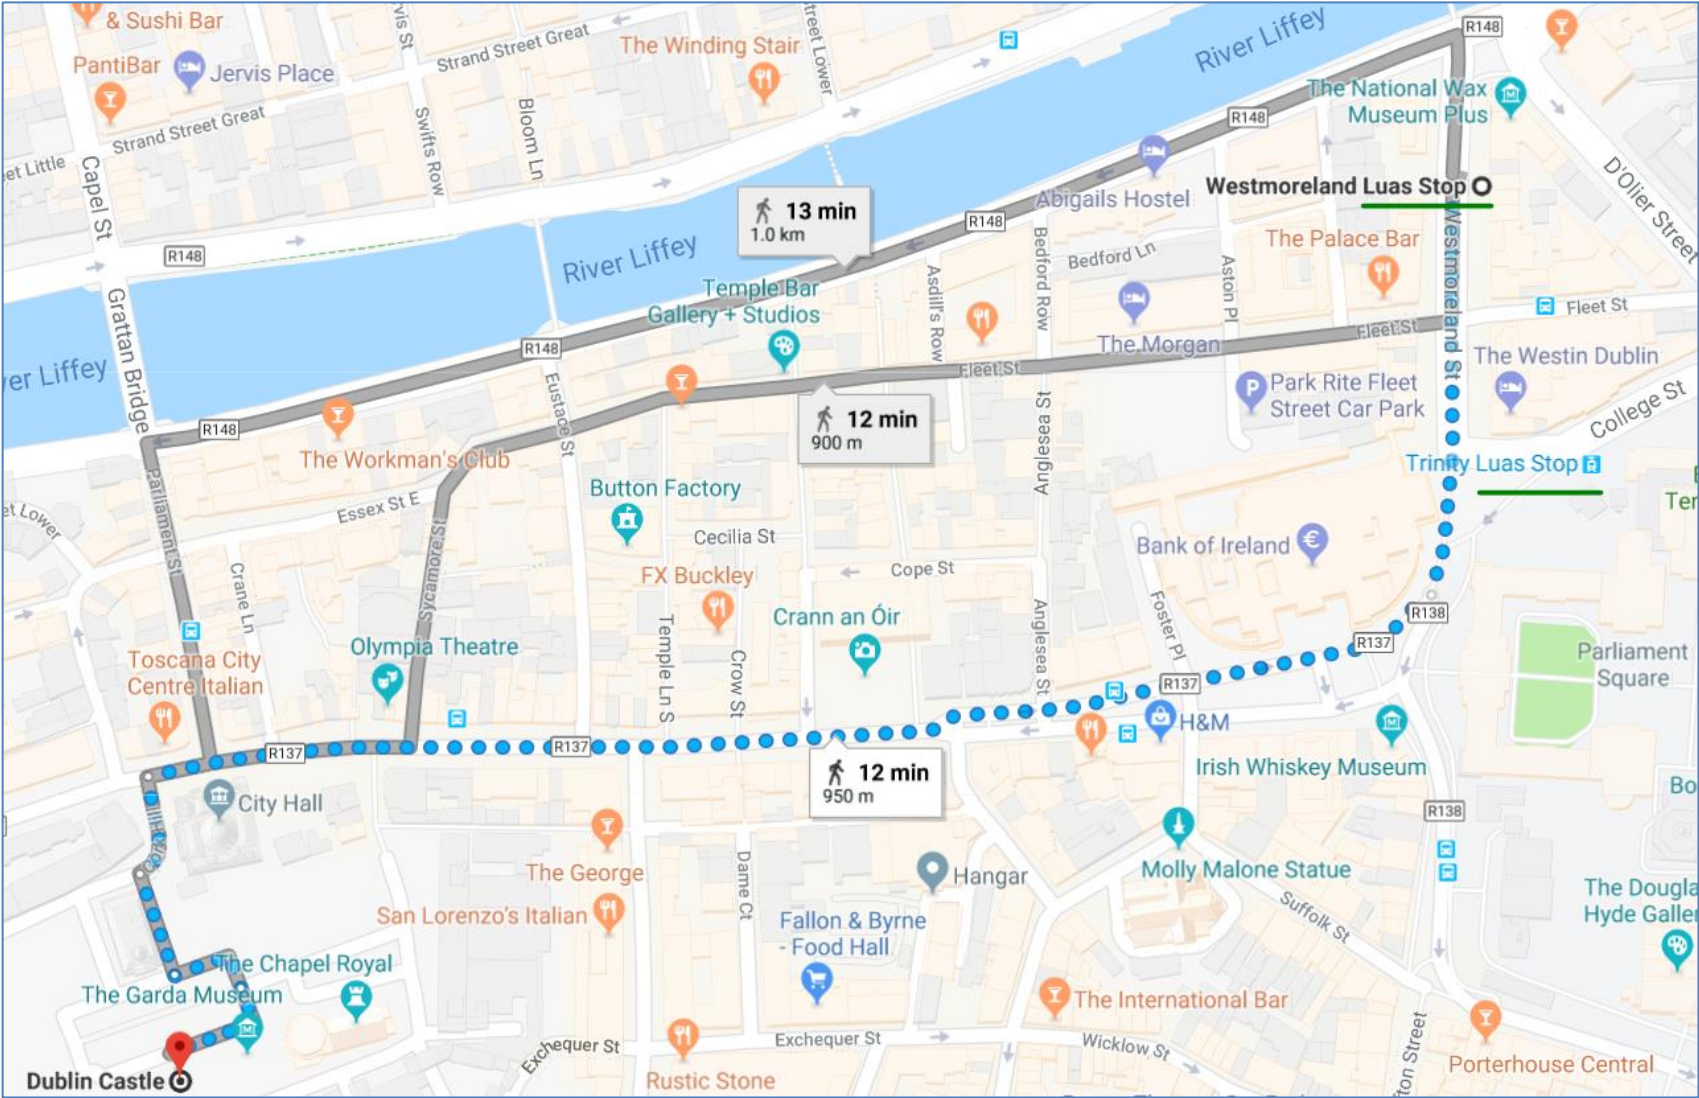 & Sushi Bar
PantiBar
Jervis Place
Strand Street Great
Strand Street Great
The Winding Stair
River Liffey
R148
The National Wax
Museum Plus
D'Olier Street
Capel St
Swifts Row
Bloom Ln
R148
Abigails Hostel
Westmoreland Luas Stop
13 min
1.0 km
R148
R148
River Liffey
The Palace Bar
Bedford Ln
Bedford Row
Aston Pl
Asdill's Row
Westmoreland St
Grattan Bridge
Temple Bar
Gallery + Studios
Fleet St
Fleet St
The Morgan
Fleet St
The Westin Dublin
R148
Eustace St
Park Rite Fleet
Street Car Park
College St
12 min
900 m
R148
The Workman's Club
Anglesea St
Trinity Luas Stop
Parliament St
Essex St E
Button Factory
Cecilia St
Bank of Ireland
Sycamore St
Crane Ln
FX Buckley
Cope St
Crann an Óir
Foster Pl
Anglesea St
R138
R137
Parliament
Square
Toscana City
Centre Italian
Olympia Theatre
Temple Ln S
Crow St
R137
H&M
R137
R137
Irish Whiskey Museum
12 min
950 m
City Hall
R138
The George
Dame Ct
Hangar
Molly Malone Statue
San Lorenzo's Italian
Fallon & Byrne
- Food Hall
Suffolk St
The Chapel Royal
The Garda Museum
The International Bar
Exchequer St
Exchequer St
Wicklow St
Porterhouse Central
Dublin Castle
Rustic Stone